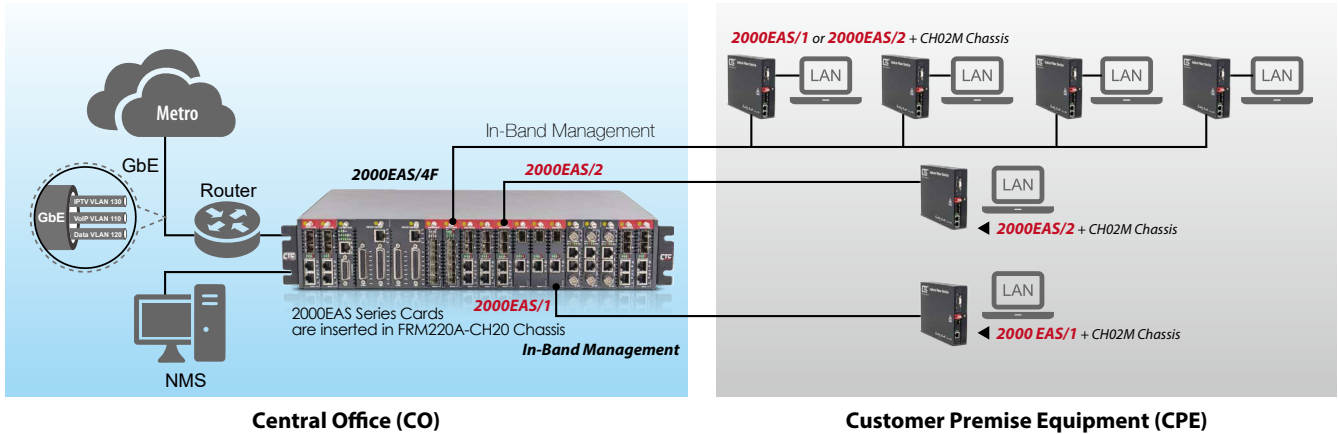 2000EAS/1 or 2000EAS/2 + CH02M Chassis
LAN
LAN
LAN
LAN
Metro
In-Band Management
GbE
2000EAS/4F
2000EAS/2
Router
GbE
IPTV VLAN 130
VoIP VLAN 110
Data VLAN 120
LAN
2000EAS/2 + CH02M Chassis
CTC
CTC
2000EAS/1
2000EAS Series Cards
are inserted in FRM220A-CH20 Chassis
In-Band Management
LAN
2000 EAS/1 + CH02M Chassis
NMS
Central Office (CO)
Customer Premise Equipment (CPE)